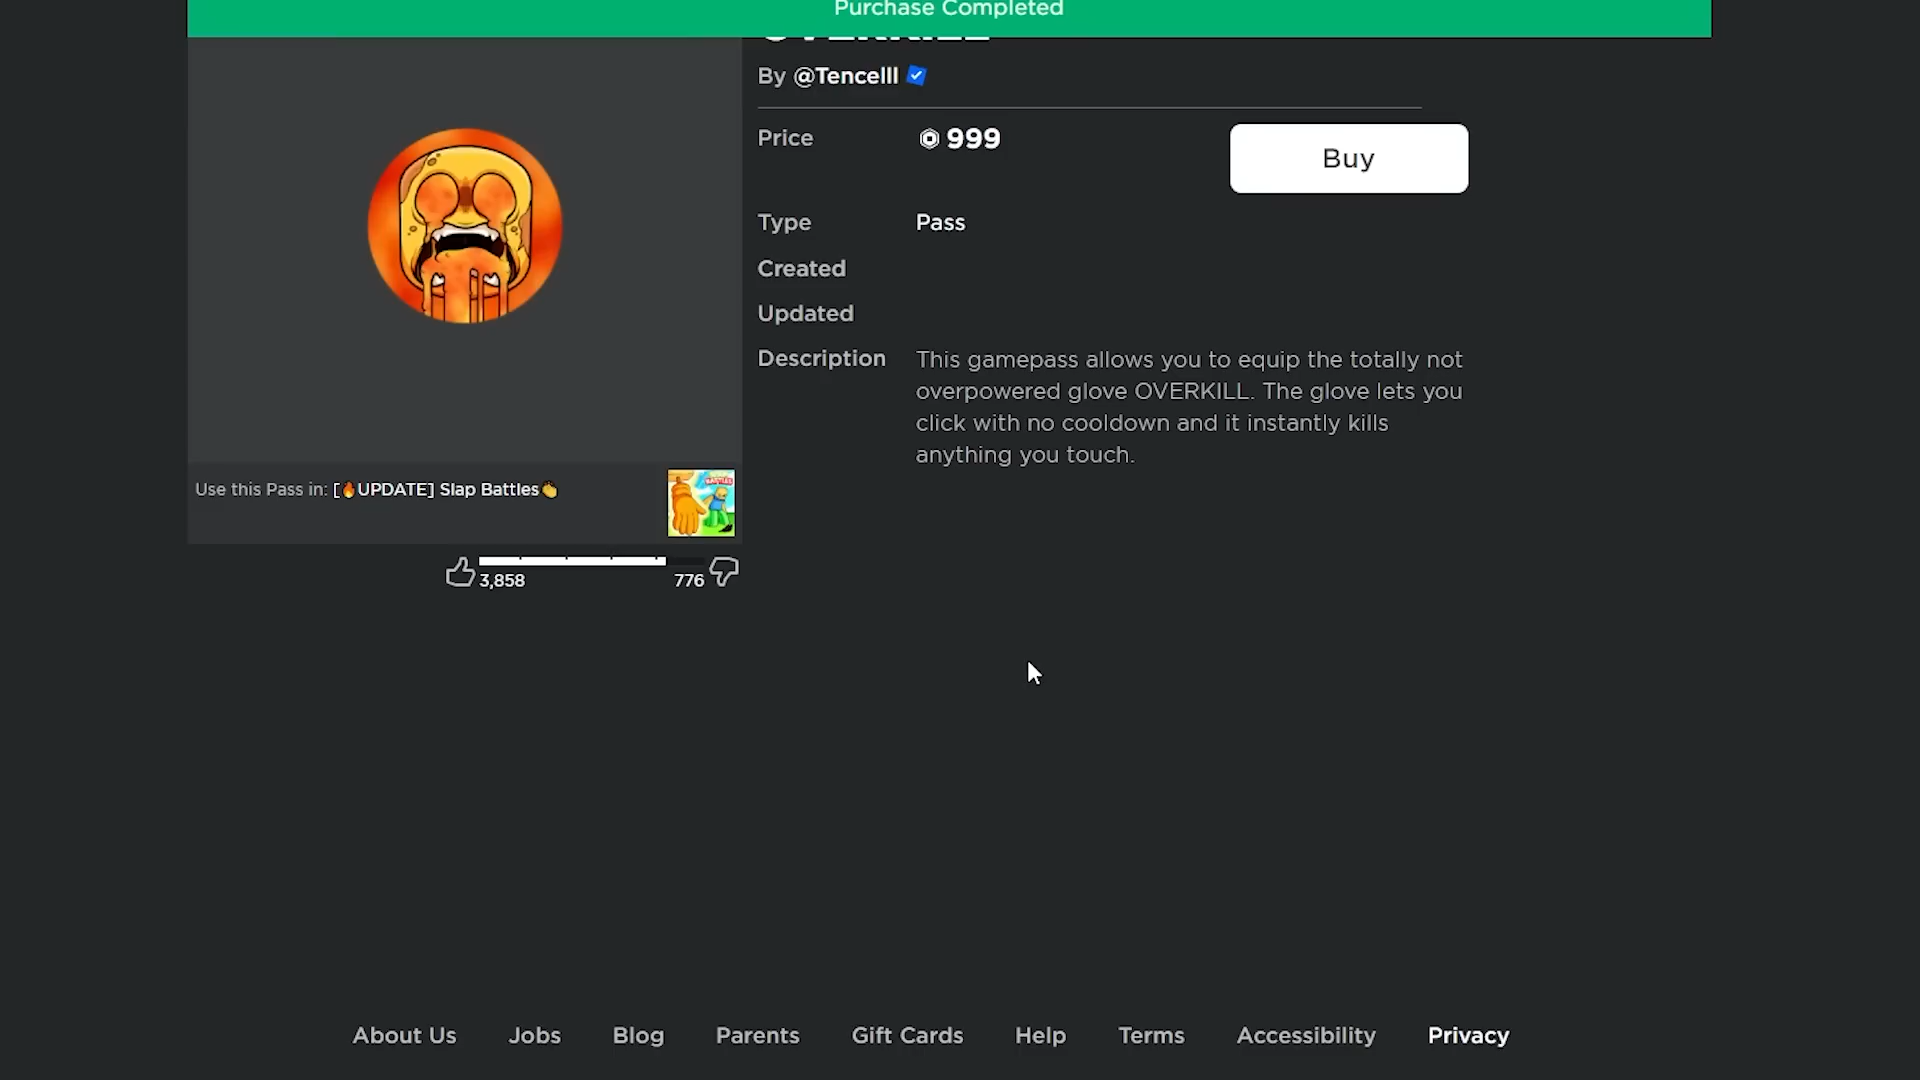 Purchase Completed
OVERKILL
By @Tencelll
Price 999
Buy
Type Pass
Created
Updated
Description This gamepass allows you to equip the totally not
overpowered glove OVERKILL. The glove lets you
click with no cooldown and it instantly kills
anything you touch.
Use this Pass in: [🔥UPDATE] Slap Battles👏
3,858 776
About Us Jobs Blog Parents Gift Cards Help Terms Accessibility Privacy